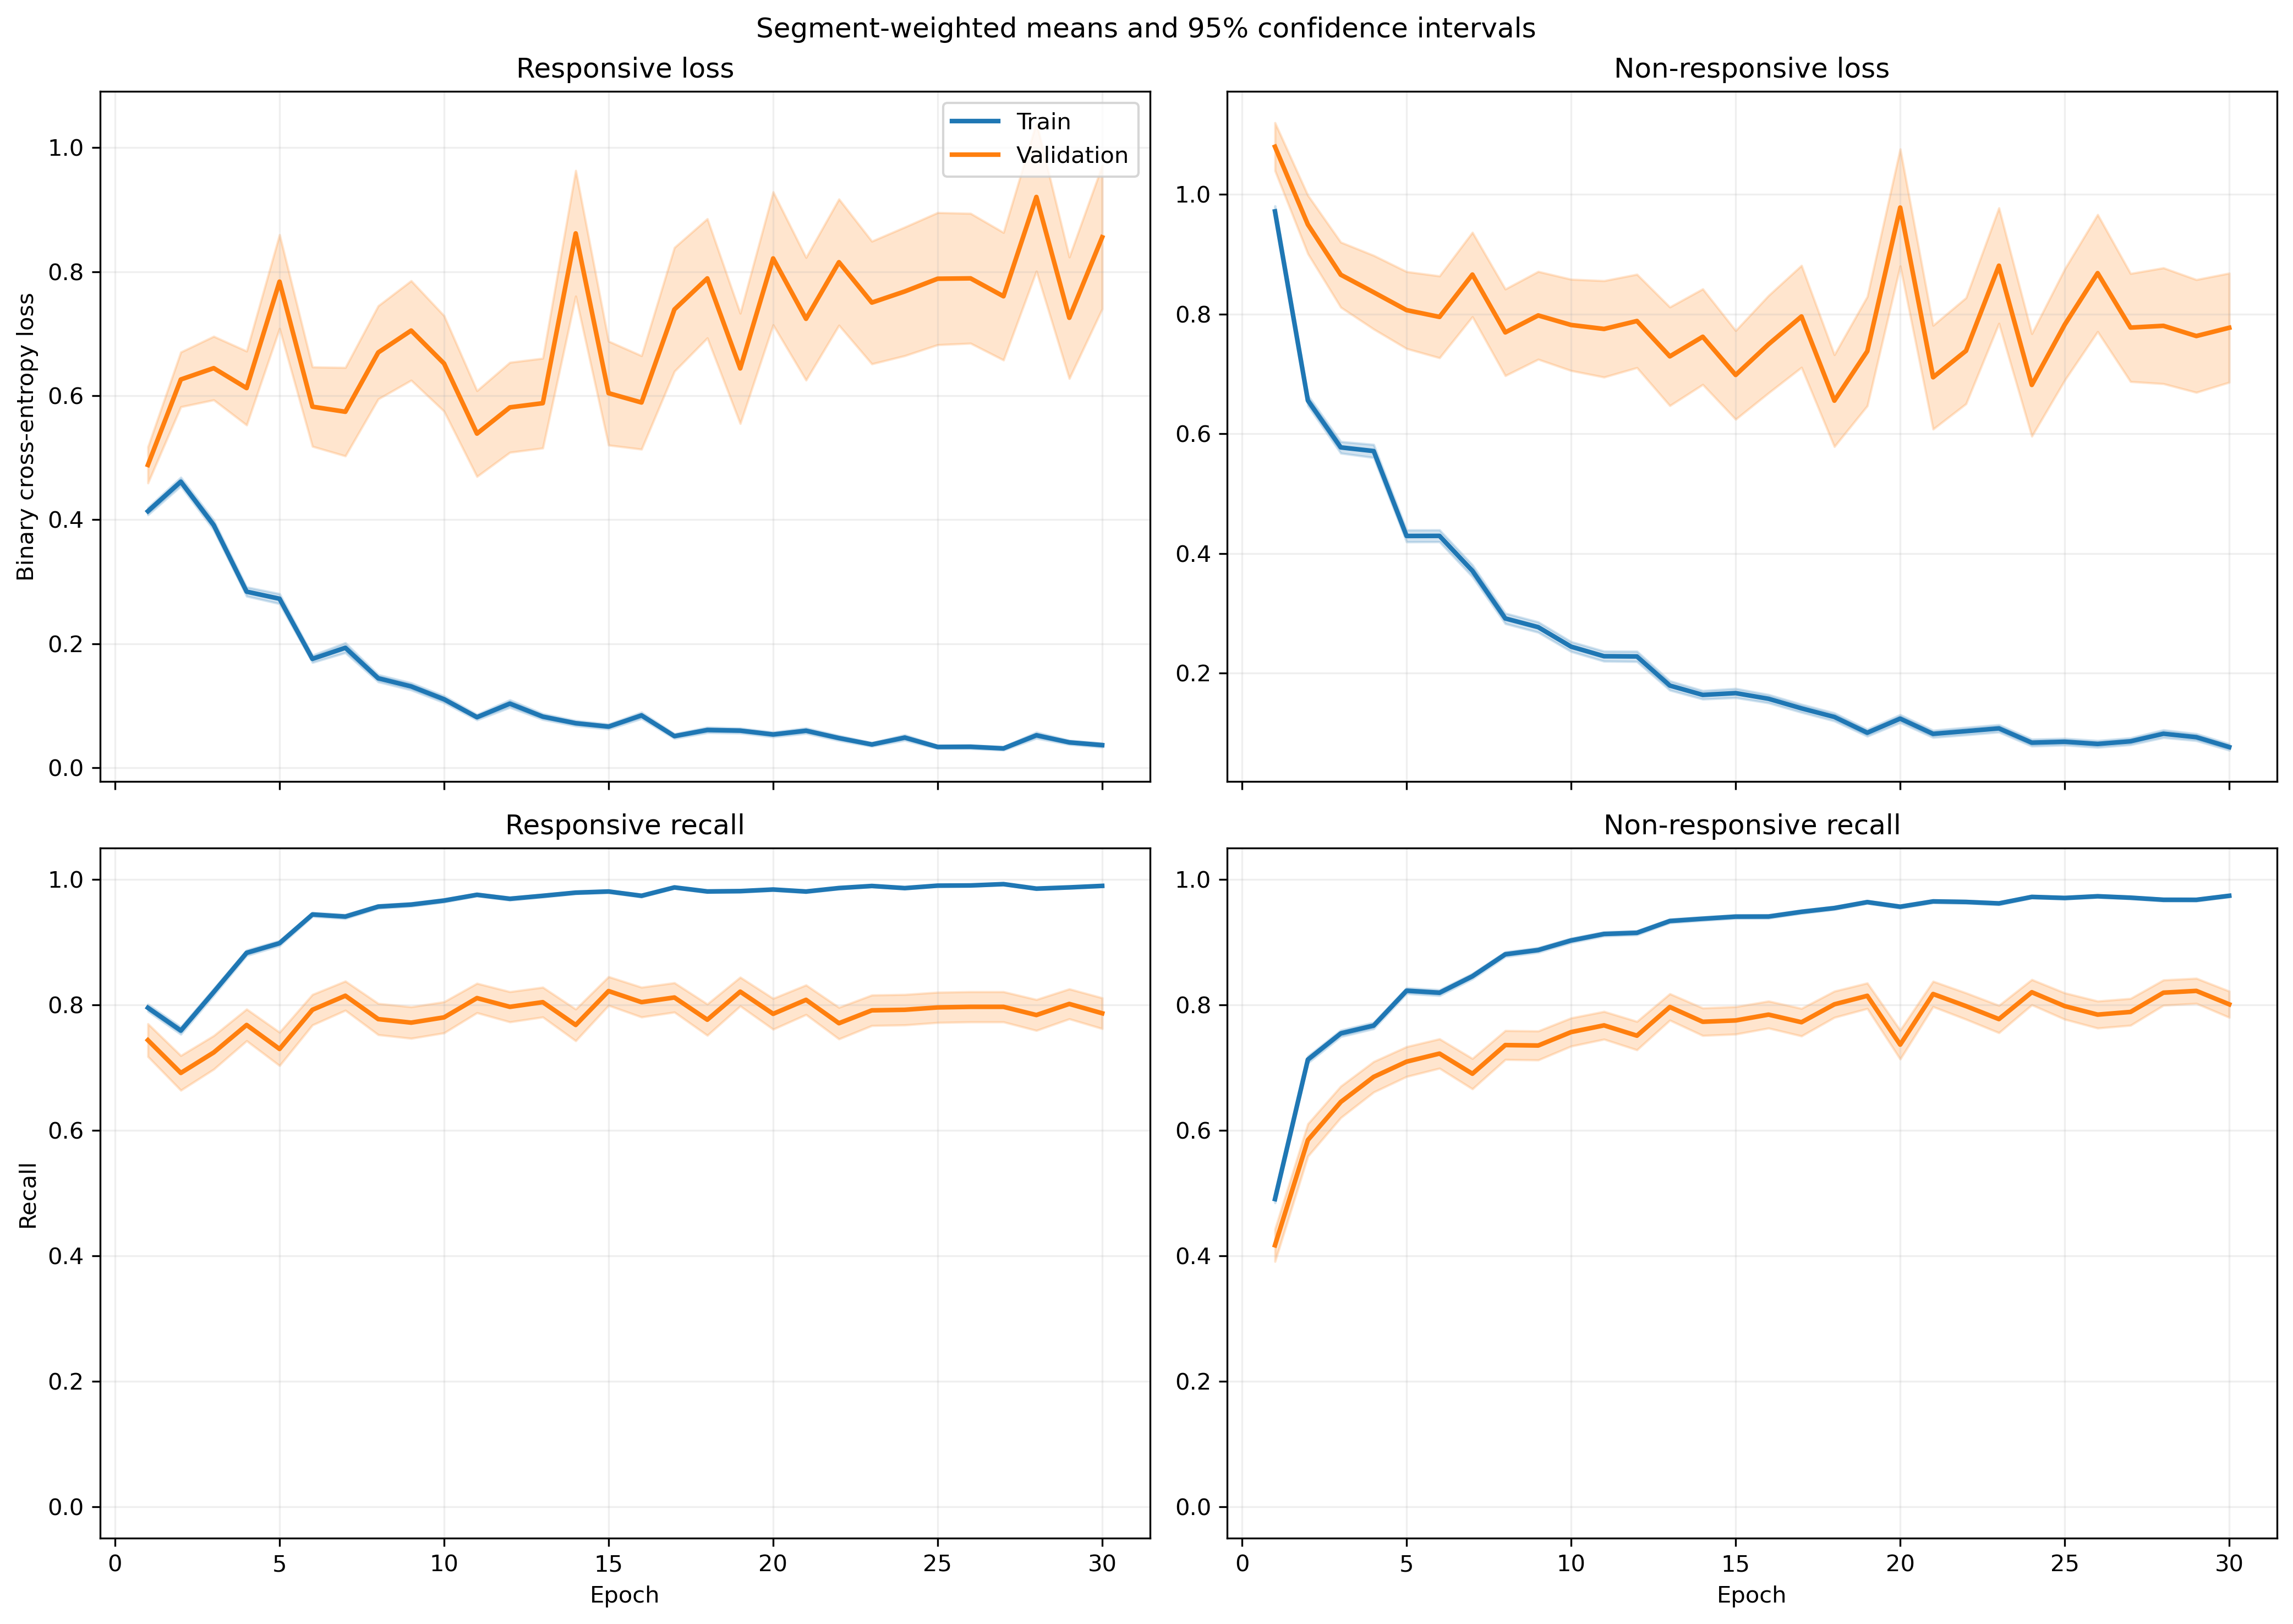 Segment-weighted means and 95% confidence intervals
Responsive loss
Non-responsive loss
Train
Validation
Binary cross-entropy loss
1.0
0.8
0.6
0.4
0.2
0.0
1.0
0.8
0.6
0.4
0.2
Responsive recall
Non-responsive recall
Recall
1.0
0.8
0.6
0.4
0.2
0.0
0 5 10 15 20 25 30
Epoch
1.0
0.8
0.6
0.4
0.2
0.0
0 5 10 15 20 25 30
Epoch